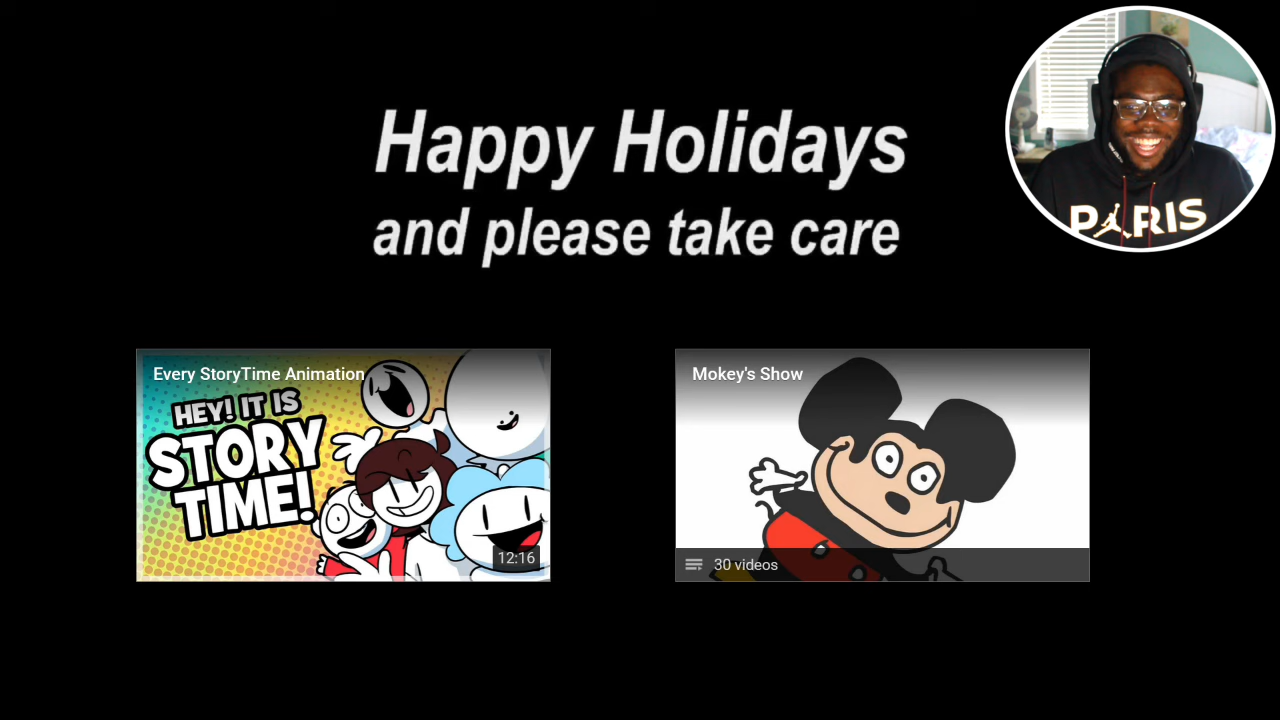 Happy Holidays
and please take care
PARIS
Every StoryTime Animation
HEY! IT IS
STORY
TIME!
12:16
Mokey's Show
30 videos